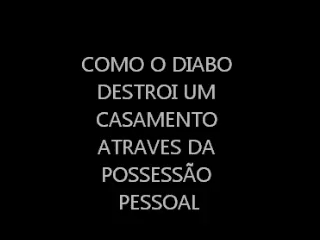 COMO O DIABO
DESTROI UM
CASAMENTO
ATRAVES DA
POSSESSÃO
PESSOAL